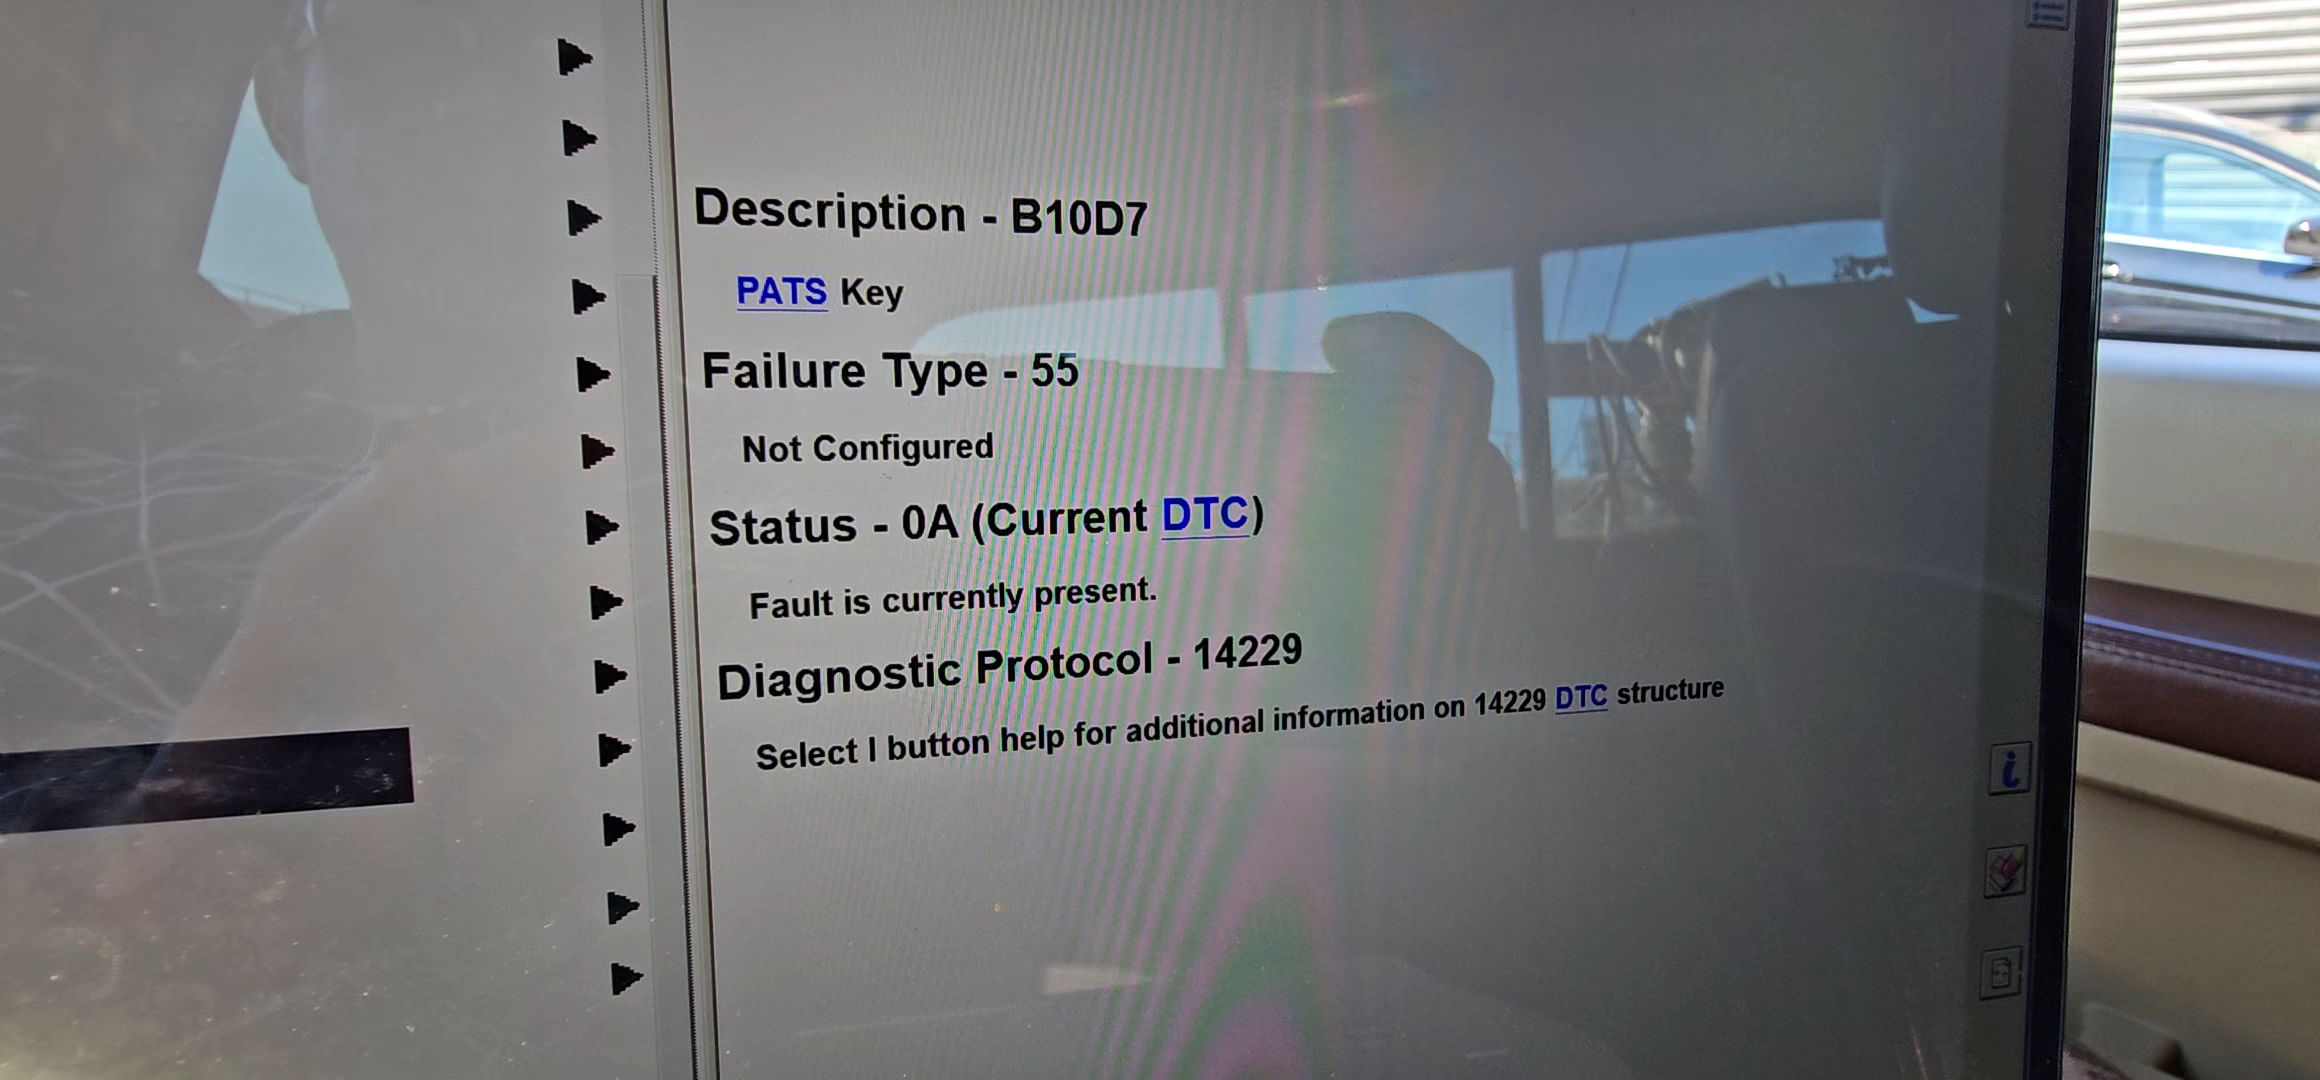 Description - B10D7
PATS Key
Failure Type - 55
Not Configured
Status - 0A (Current DTC)
Fault is currently present.
Diagnostic Protocol - 14229
Select I button help for additional information on 14229 DTC structure
i